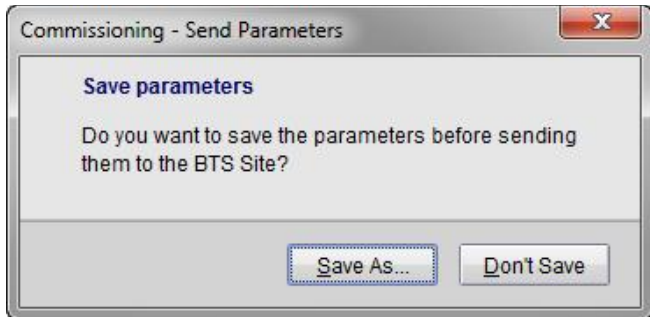 Commissioning - Send Parameters
Save parameters
Do you want to save the parameters before sending
them to the BTS Site?
Save As...
Don't Save